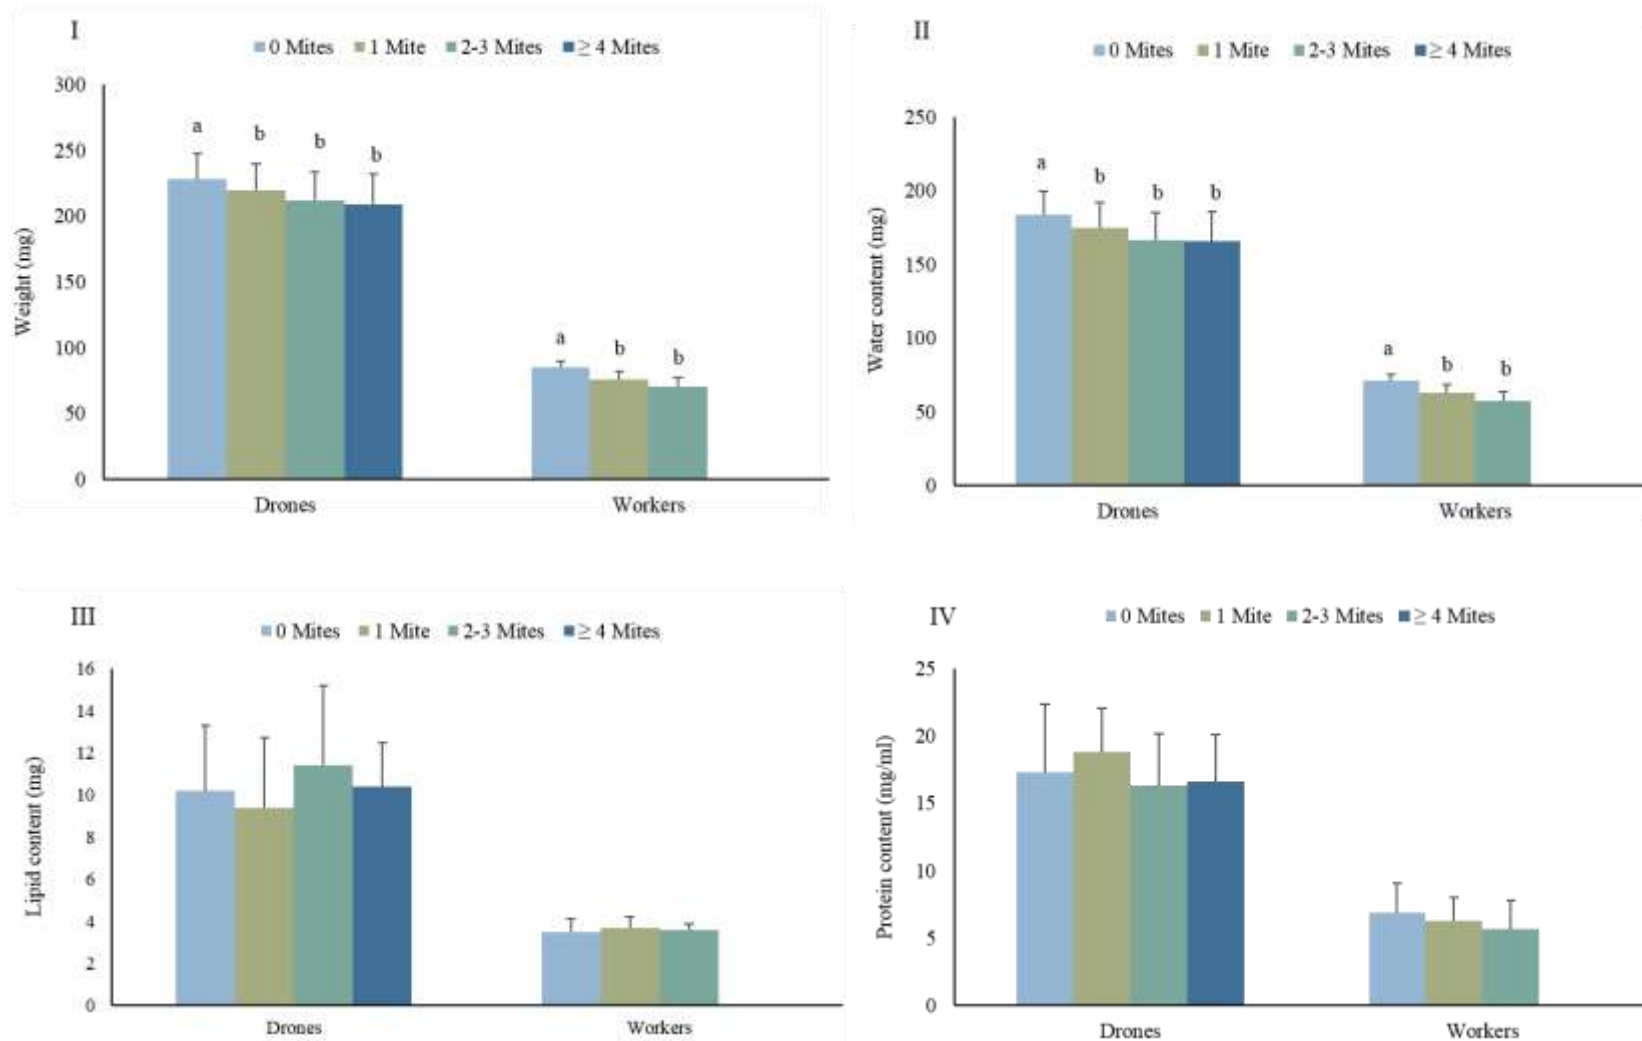 I
0 Mites 1 Mite 2-3 Mites ≥ 4 Mites
Weight (mg)
300
250
200
150
100
50
0
a b b b
a b b
Drones Workers
II
0 Mites 1 Mite 2-3 Mites ≥ 4 Mites
Water content (mg)
250
200
150
100
50
0
a b b b
a b b
Drones Workers
III
0 Mites 1 Mite 2-3 Mites ≥ 4 Mites
Lipid content (mg)
16
14
12
10
8
6
4
2
0
Drones Workers
IV
0 Mites 1 Mite 2-3 Mites ≥ 4 Mites
Protein content (mg/ml)
25
20
15
10
5
0
Drones Workers